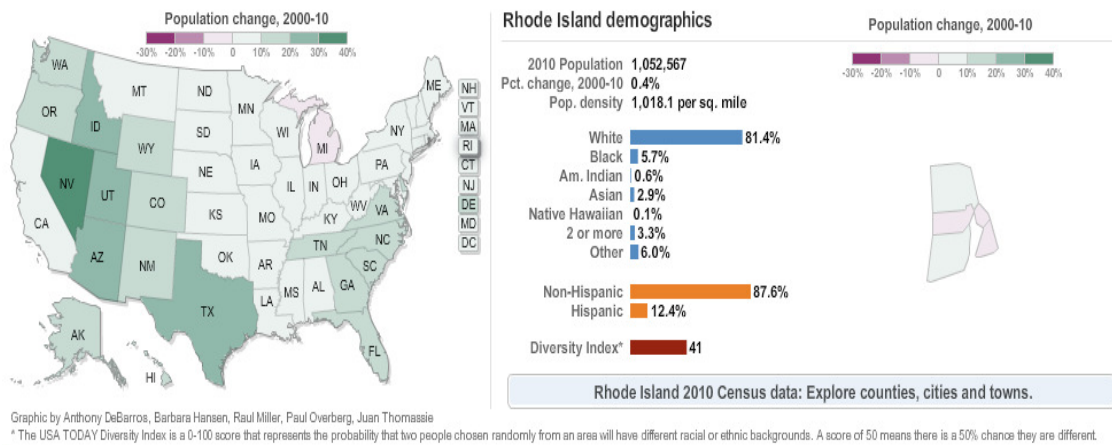 Population change, 2000-10
-30% -20% -10% 0 10% 20% 30% 40%
WA
OR
CA
NV
ID
UT
AZ
MT
WY
CO
NM
ND
SD
NE
KS
OK
TX
MN
IA
MO
AR
LA
WI
IL
MI
IN
OH
KY
TN
MS
AL
GA
FL
SC
NC
VA
WV
PA
NY
ME
AK
HI
NH
VT
MA
RI
CT
NJ
DE
MD
DC
Rhode Island demographics
2010 Population 1,052,567
Pct. change, 2000-10 0.4%
Pop. density 1,018.1 per sq. mile
White 81.4%
Black 5.7%
Am. Indian 0.6%
Asian 2.9%
Native Hawaiian 0.1%
2 or more 3.3%
Other 6.0%
Non-Hispanic 87.6%
Hispanic 12.4%
Diversity Index* 41
Population change, 2000-10
-30% -20% -10% 0 10% 20% 30% 40%
Rhode Island 2010 Census data: Explore counties, cities and towns.
Graphic by Anthony DeBarros, Barbara Hansen, Raul Miller, Paul Overberg, Juan Thomassie
* The USA TODAY Diversity Index is a 0-100 score that represents the probability that two people chosen randomly from an area will have different racial or ethnic backgrounds. A score of 50 means there is a 50% chance they are different.